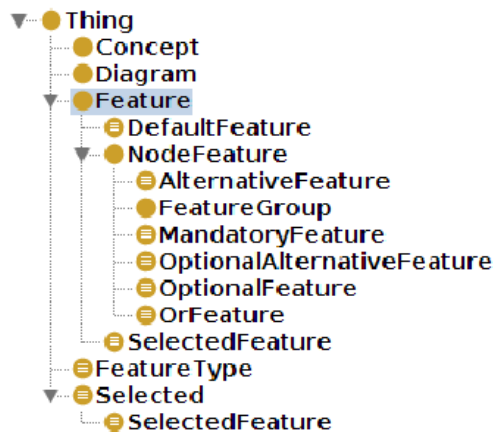 Thing
Concept
Diagram
Feature
DefaultFeature
NodeFeature
AlternativeFeature
FeatureGroup
MandatoryFeature
OptionalAlternativeFeature
OptionalFeature
OrFeature
SelectedFeature
FeatureType
Selected
SelectedFeature